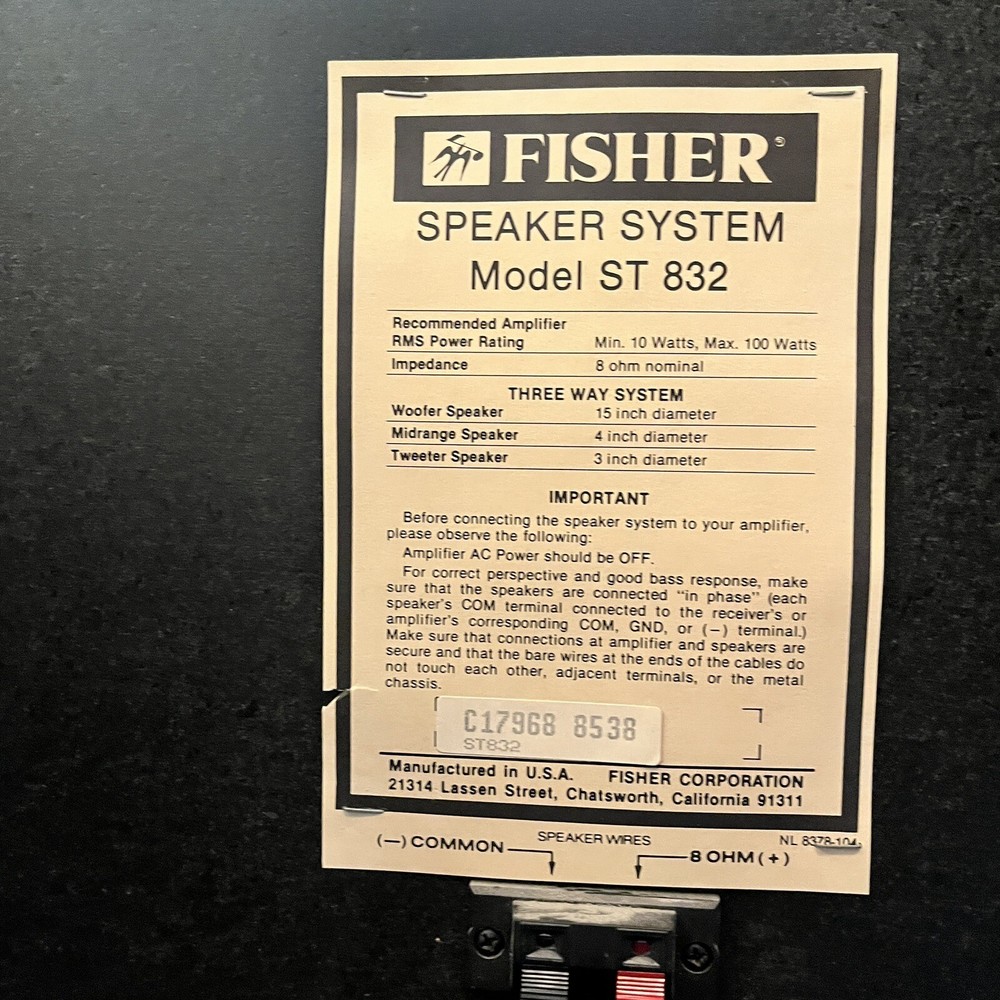 FISHER®
SPEAKER SYSTEM
Model ST 832
Recommended Amplifier
RMS Power Rating Min. 10 Watts, Max. 100 Watts
Impedance 8 ohm nominal
THREE WAY SYSTEM
Woofer Speaker 15 inch diameter
Midrange Speaker 4 inch diameter
Tweeter Speaker 3 inch diameter
IMPORTANT
Before connecting the speaker system to your amplifier,
please observe the following:
Amplifier AC Power should be OFF.
For correct perspective and good bass response, make
sure that the speakers are connected "in phase" (each
speaker's COM terminal connected to the receiver's or
amplifier's corresponding COM, GND, or (−) terminal.)
Make sure that connections at amplifier and speakers are
secure and that the bare wires at the ends of the cables do
not touch each other, adjacent terminals, or the metal
chassis.
C17968 8538
ST832
Manufactured in U.S.A. FISHER CORPORATION
21314 Lassen Street, Chatsworth, California 91311
NL 8378-104
(—) COMMON SPEAKER WIRES 8 OHM (+)